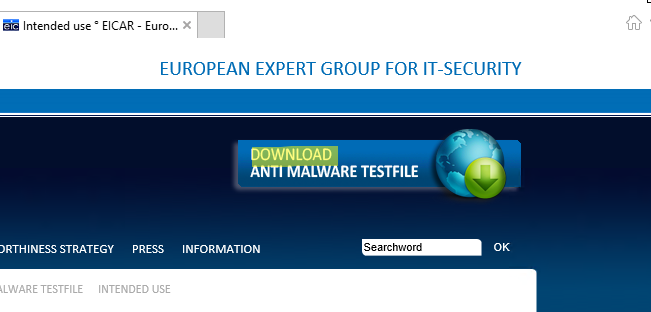 eic Intended use ° EICAR - Euro...
EUROPEAN EXPERT GROUP FOR IT-SECURITY
DOWNLOAD
ANTI MALWARE TESTFILE
ORTHINESS STRATEGY PRESS INFORMATION Searchword OK
ALWARE TESTFILE INTENDED USE